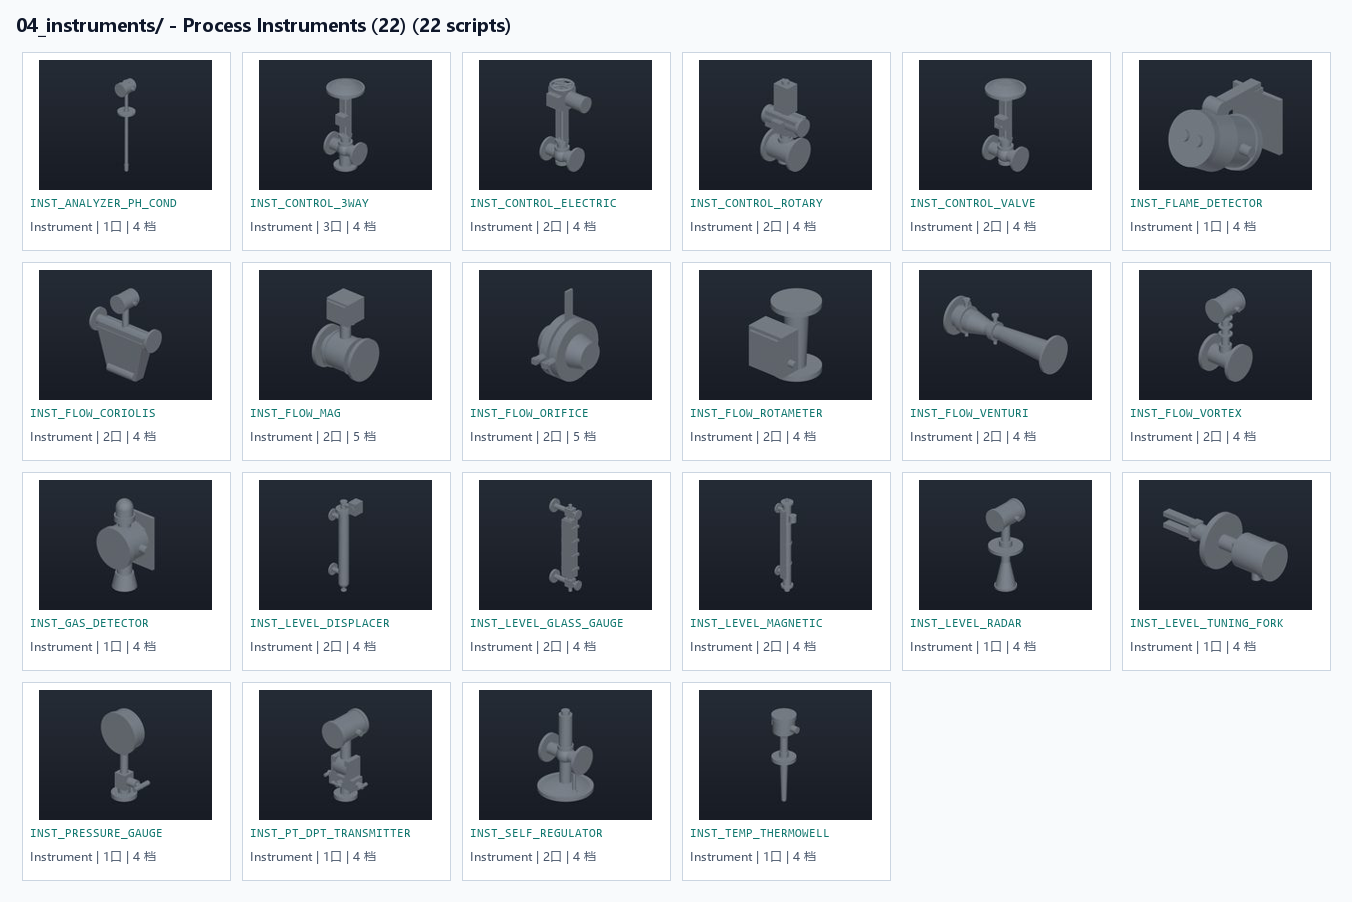 04_instruments/ - Process Instruments (22) (22 scripts)
INST_ANALYZER_PH_COND
Instrument | 1口 | 4 档
INST_CONTROL_3WAY
Instrument | 3口 | 4 档
INST_CONTROL_ELECTRIC
Instrument | 2口 | 4 档
INST_CONTROL_ROTARY
Instrument | 2口 | 4 档
INST_CONTROL_VALVE
Instrument | 2口 | 4 档
INST_FLAME_DETECTOR
Instrument | 1口 | 4 档
INST_FLOW_CORIOLIS
Instrument | 2口 | 4 档
INST_FLOW_MAG
Instrument | 2口 | 5 档
INST_FLOW_ORIFICE
Instrument | 2口 | 5 档
INST_FLOW_ROTAMETER
Instrument | 2口 | 4 档
INST_FLOW_VENTURI
Instrument | 2口 | 4 档
INST_FLOW_VORTEX
Instrument | 2口 | 4 档
INST_GAS_DETECTOR
Instrument | 1口 | 4 档
INST_LEVEL_DISPLACER
Instrument | 2口 | 4 档
INST_LEVEL_GLASS_GAUGE
Instrument | 2口 | 4 档
INST_LEVEL_MAGNETIC
Instrument | 2口 | 4 档
INST_LEVEL_RADAR
Instrument | 1口 | 4 档
INST_LEVEL_TUNING_FORK
Instrument | 1口 | 4 档
INST_PRESSURE_GAUGE
Instrument | 1口 | 4 档
INST_PT_DPT_TRANSMITTER
Instrument | 1口 | 4 档
INST_SELF_REGULATOR
Instrument | 2口 | 4 档
INST_TEMP_THERMOWELL
Instrument | 1口 | 4 档